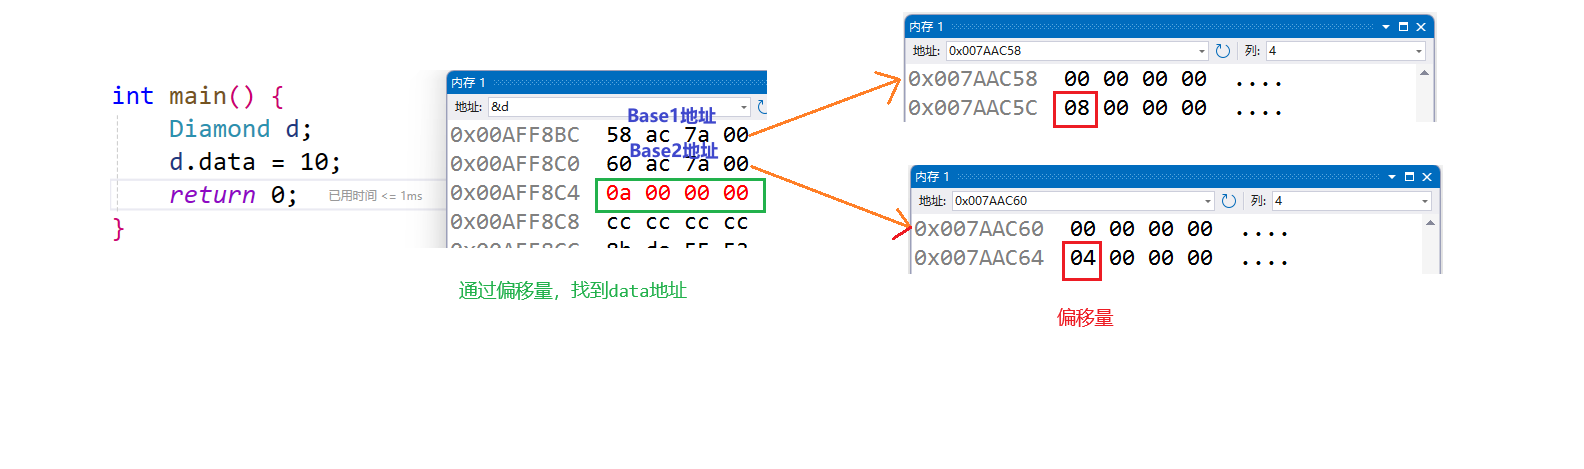 int main() {
Diamond d;
d.data = 10;
return 0; 已用时间 <= 1ms
}
内存 1
地址: &d
Base1地址
0x00AFF8BC 58 ac 7a 00
Base2地址
0x00AFF8C0 60 ac 7a 00
0x00AFF8C4 0a 00 00 00
0x00AFF8C8 cc cc cc cc
通过偏移量，找到data地址
内存 1
地址: 0x007AAC58 列: 4
0x007AAC58 00 00 00 00 ....
0x007AAC5C 08 00 00 00 ....
内存 1
地址: 0x007AAC60 列: 4
0x007AAC60 00 00 00 00 ....
0x007AAC64 04 00 00 00 ....
偏移量